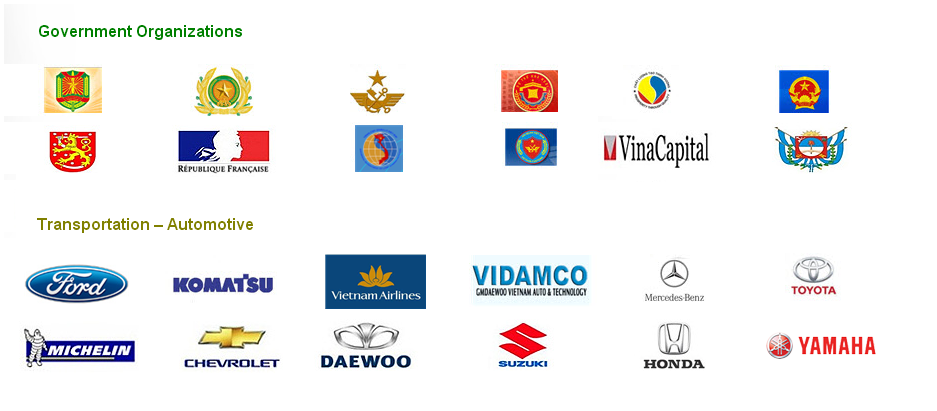 Government Organizations
RÉPUBLIQUE FRANÇAISE
VinaCapital
Transportation – Automotive
Ford
KOMATSU
Vietnam Airlines
VIDAMCO
GMDAEWOO VIETNAM AUTO & TECHNOLOGY
Mercedes-Benz
TOYOTA
MICHELIN
CHEVROLET
DAEWOO
SUZUKI
HONDA
YAMAHA